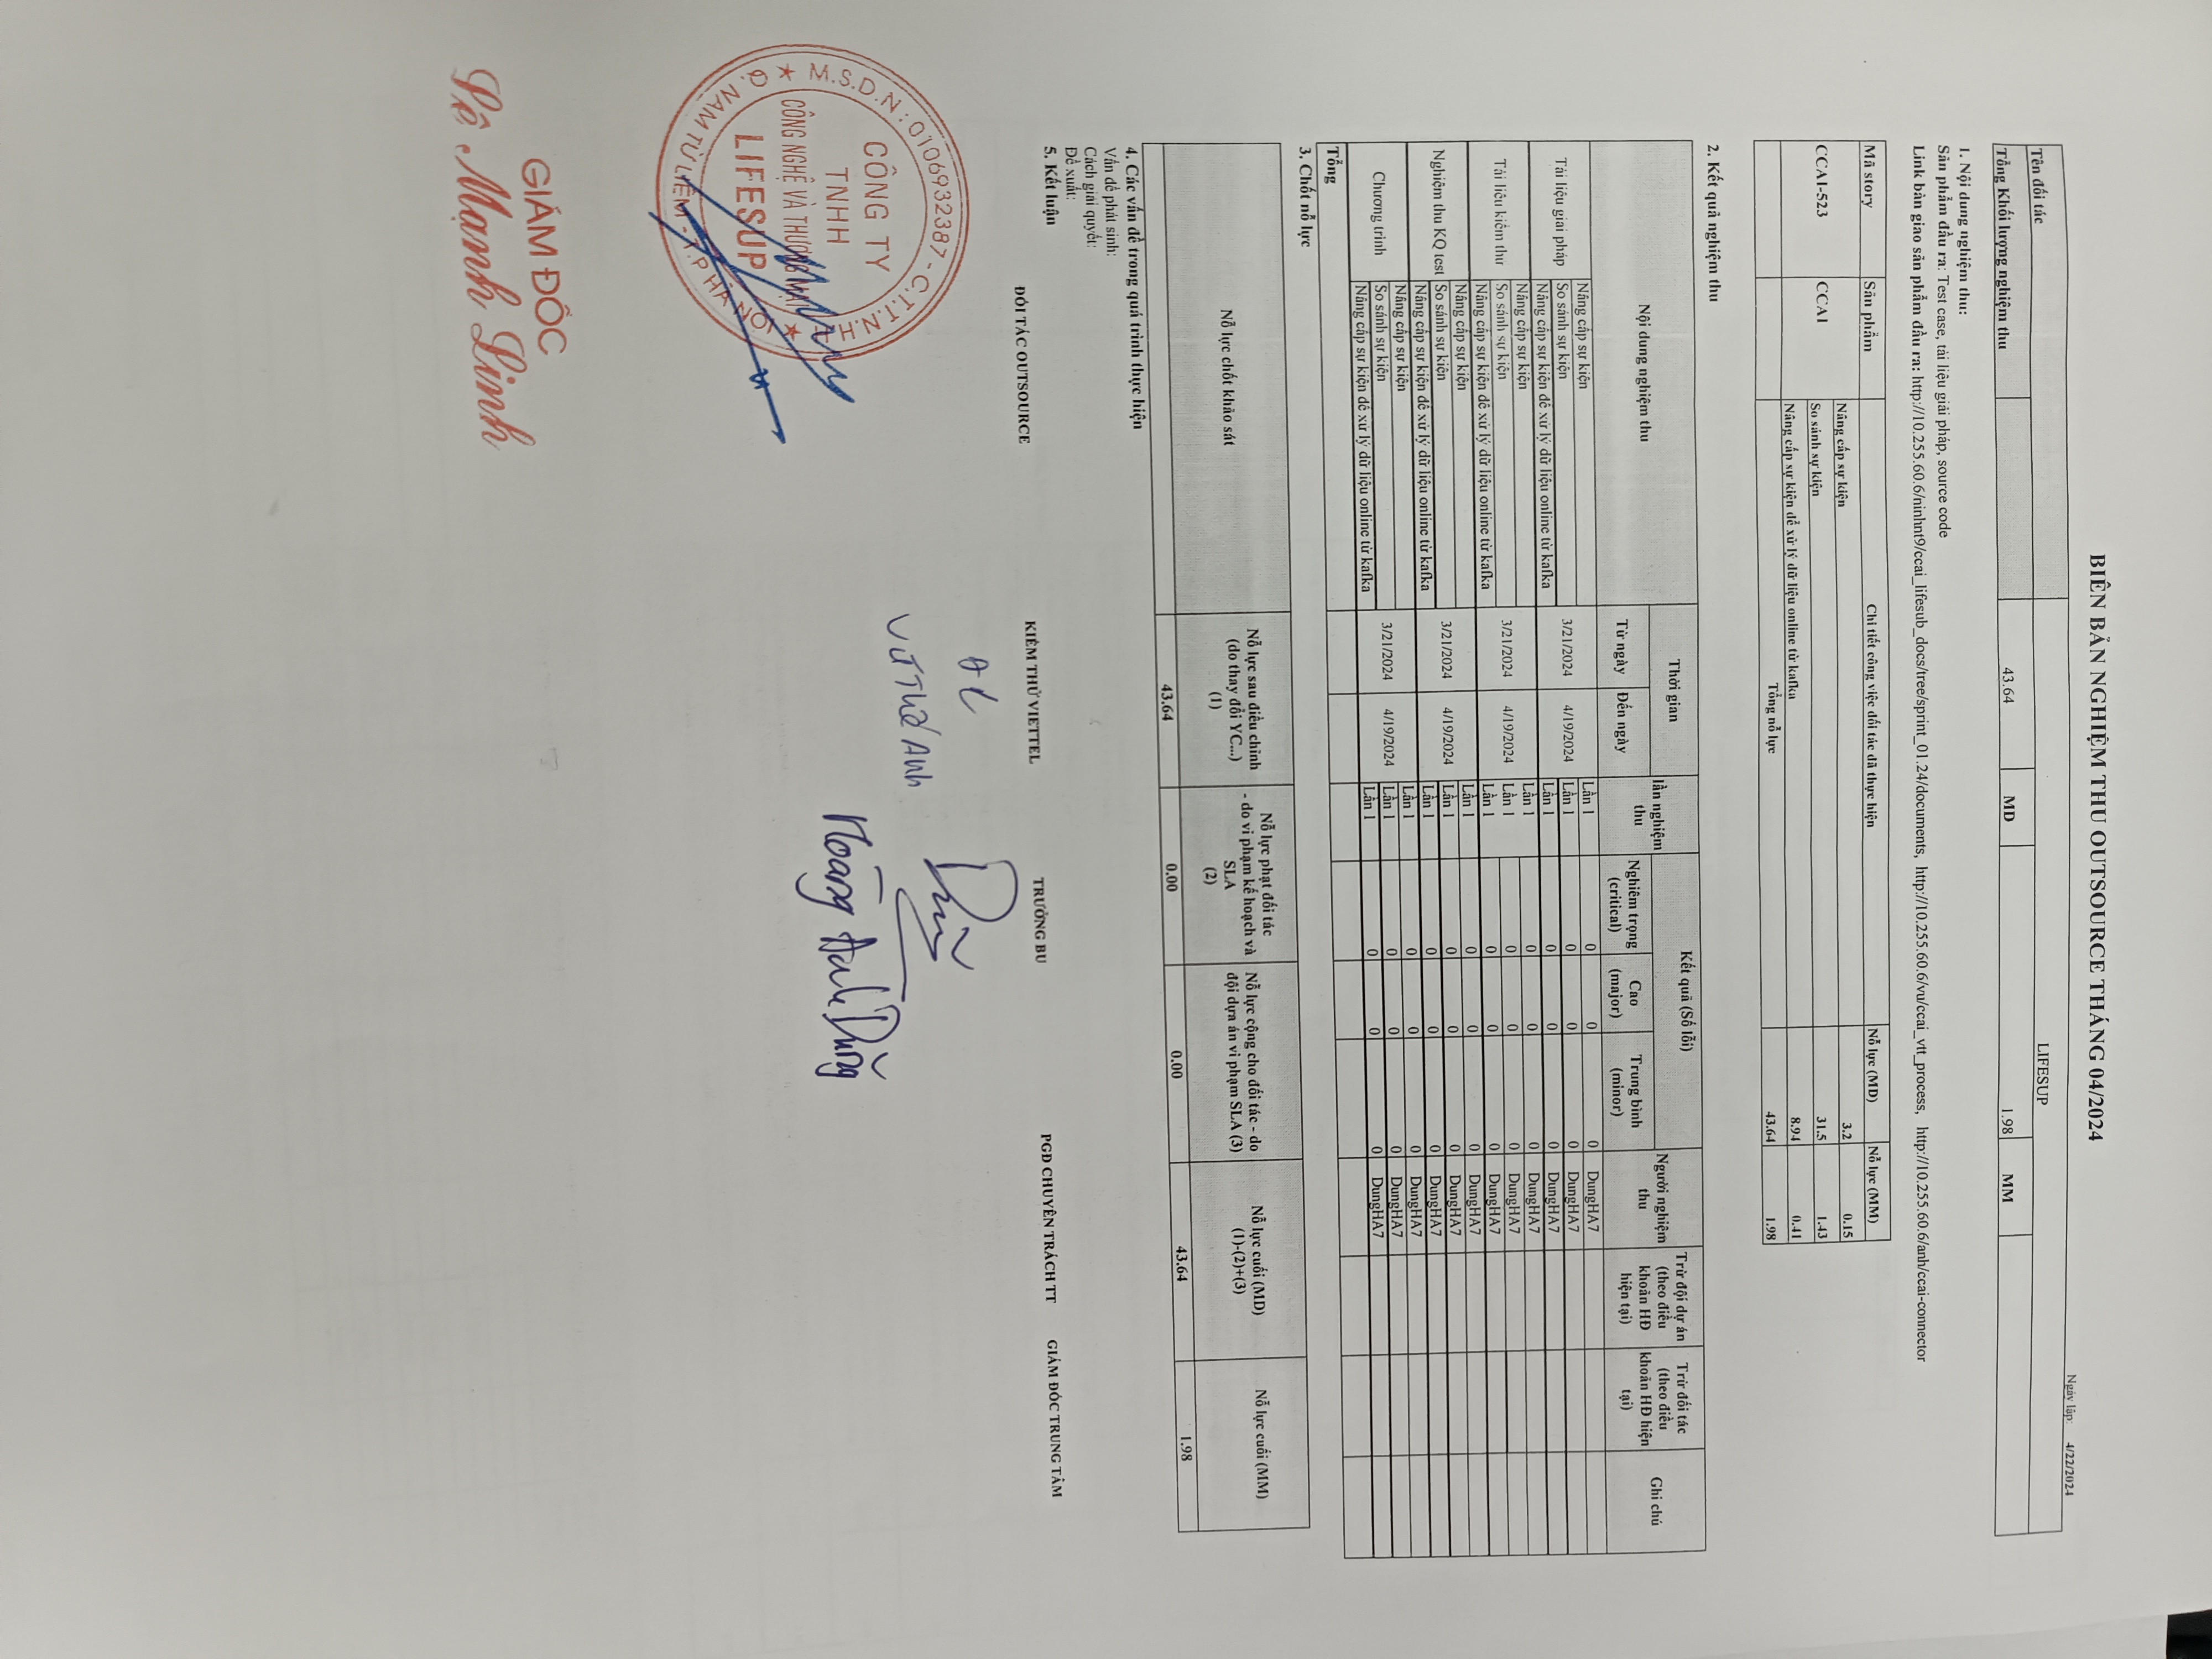 BIÊN BẢN NGHIỆM THU OUTSOURCE THÁNG 04/2024
Ngày lập: 4/22/2024
Tên đối tác LIFESUP
Tổng Khối lượng nghiệm thu 43.64 MD 1.98 MM
1. Nội dung nghiệm thu:
Sản phẩm đầu ra: Test case, tài liệu giải pháp, source code
Link bàn giao sản phẩm đầu ra: http://10.255.60.6/ninhnt9/ccai_lifesub_docs/tree/sprint_01.24/documents, http://10.255.60.6/vu/ccai_vtt_process, http://10.255.60.6/anh/ccai-connector
Mã story Sản phẩm Chi tiết công việc đối tác đã thực hiện Nỗ lực (MD) Nỗ lực (MM)
CCAI-523 CCAI
Nâng cấp sự kiện 3.2 0.15
So sánh sự kiện 31.5 1.43
Nâng cấp sự kiện để xử lý dữ liệu online từ kafka 8.94 0.41
Tổng nỗ lực 43.64 1.98
2. Kết quả nghiệm thu
Nội dung nghiệm thu Thời gian lần nghiệm thu Kết quả (Số lỗi) Người nghiệm thu Trừ đội dự án (theo điều khoản HĐ hiện tại) Trừ đối tác (theo điều khoản HĐ hiện tại) Ghi chú
Từ ngày Đến ngày Nghiêm trọng (critical) Cao (major) Trung bình (minor)
Tài liệu giải pháp 3/21/2024 4/19/2024
Nâng cấp sự kiện Lần 1 0 0 0 DungHA7
So sánh sự kiện Lần 1 0 0 0 DungHA7
Nâng cấp sự kiện để xử lý dữ liệu online từ kafka Lần 1 0 0 0 DungHA7
Tài liệu kiểm thử 3/21/2024 4/19/2024
Nâng cấp sự kiện Lần 1 0 0 0 DungHA7
So sánh sự kiện Lần 1 0 0 0 DungHA7
Nâng cấp sự kiện để xử lý dữ liệu online từ kafka Lần 1 0 0 0 DungHA7
Nghiệm thu KQ test 3/21/2024 4/19/2024
Nâng cấp sự kiện Lần 1 0 0 0 DungHA7
So sánh sự kiện Lần 1 0 0 0 DungHA7
Nâng cấp sự kiện để xử lý dữ liệu online từ kafka Lần 1 0 0 0 DungHA7
Chương trình 3/21/2024 4/19/2024
Nâng cấp sự kiện Lần 1 0 0 0 DungHA7
So sánh sự kiện Lần 1 0 0 0 DungHA7
Nâng cấp sự kiện để xử lý dữ liệu online từ kafka Lần 1 0 0 0 DungHA7
Tổng
3. Chốt nỗ lực
Nỗ lực chốt khảo sát
Nỗ lực sau điều chỉnh (do thay đổi YC...) (1)
Nỗ lực phạt đối tác - do vi phạm kế hoạch và SLA (2)
Nỗ lực cộng cho đối tác - do đội dựa án vi phạm SLA (3)
Nỗ lực cuối (MD) (1)-(2)+(3)
Nỗ lực cuối (MM)
43.64 0.00 0.00 43.64 1.98
4. Các vấn đề trong quá trình thực hiện
Vấn đề phát sinh:
Cách giải quyết:
Đề xuất:
5. Kết luận
ĐỐI TÁC OUTSOURCE KIỂM THỬ VIETTEL TRƯỞNG BU PGĐ CHUYÊN TRÁCH TT GIÁM ĐỐC TRUNG TÂM
M.S.D.N: 0106932387 - C.T.T.N.H.H
CÔNG TY
TNHH
CÔNG NGHỆ VÀ THƯƠNG MẠI
LIFESUP
Q. NAM TỪ LIÊM - T.P HÀ NỘI
Vũ Thế Anh
Hoàng Anh Dũng
GIÁM ĐỐC
Lê Mạnh Linh